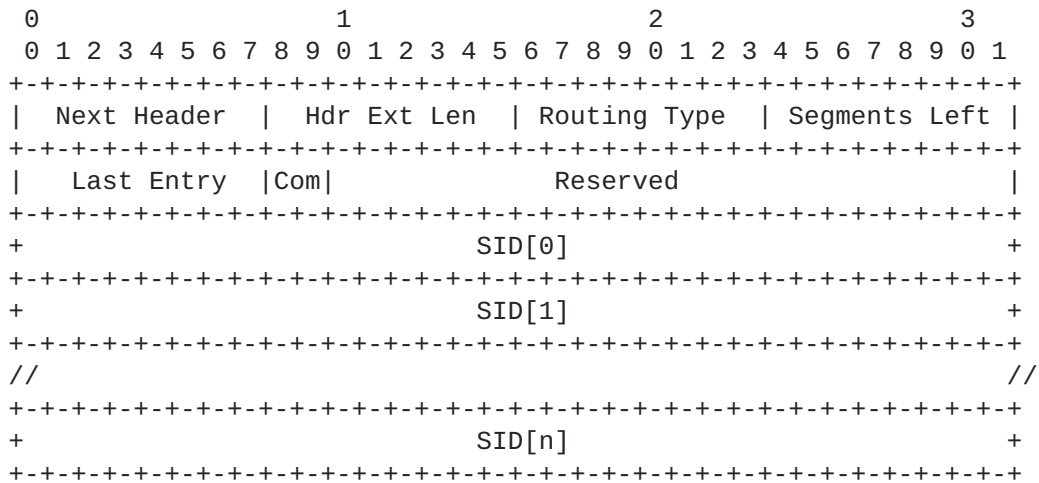 0                   1                   2                   3
 0 1 2 3 4 5 6 7 8 9 0 1 2 3 4 5 6 7 8 9 0 1 2 3 4 5 6 7 8 9 0 1
+-+-+-+-+-+-+-+-+-+-+-+-+-+-+-+-+-+-+-+-+-+-+-+-+-+-+-+-+-+-+-+-+
|  Next Header  |  Hdr Ext Len  | Routing Type  | Segments Left |
+-+-+-+-+-+-+-+-+-+-+-+-+-+-+-+-+-+-+-+-+-+-+-+-+-+-+-+-+-+-+-+-+
|   Last Entry  |Com|              Reserved                     |
+-+-+-+-+-+-+-+-+-+-+-+-+-+-+-+-+-+-+-+-+-+-+-+-+-+-+-+-+-+-+-+-+
+                             SID[0]                            +
+-+-+-+-+-+-+-+-+-+-+-+-+-+-+-+-+-+-+-+-+-+-+-+-+-+-+-+-+-+-+-+-+
+                             SID[1]                            +
+-+-+-+-+-+-+-+-+-+-+-+-+-+-+-+-+-+-+-+-+-+-+-+-+-+-+-+-+-+-+-+-+
//                                                              //
+-+-+-+-+-+-+-+-+-+-+-+-+-+-+-+-+-+-+-+-+-+-+-+-+-+-+-+-+-+-+-+-+
+                             SID[n]                            +
+-+-+-+-+-+-+-+-+-+-+-+-+-+-+-+-+-+-+-+-+-+-+-+-+-+-+-+-+-+-+-+-+